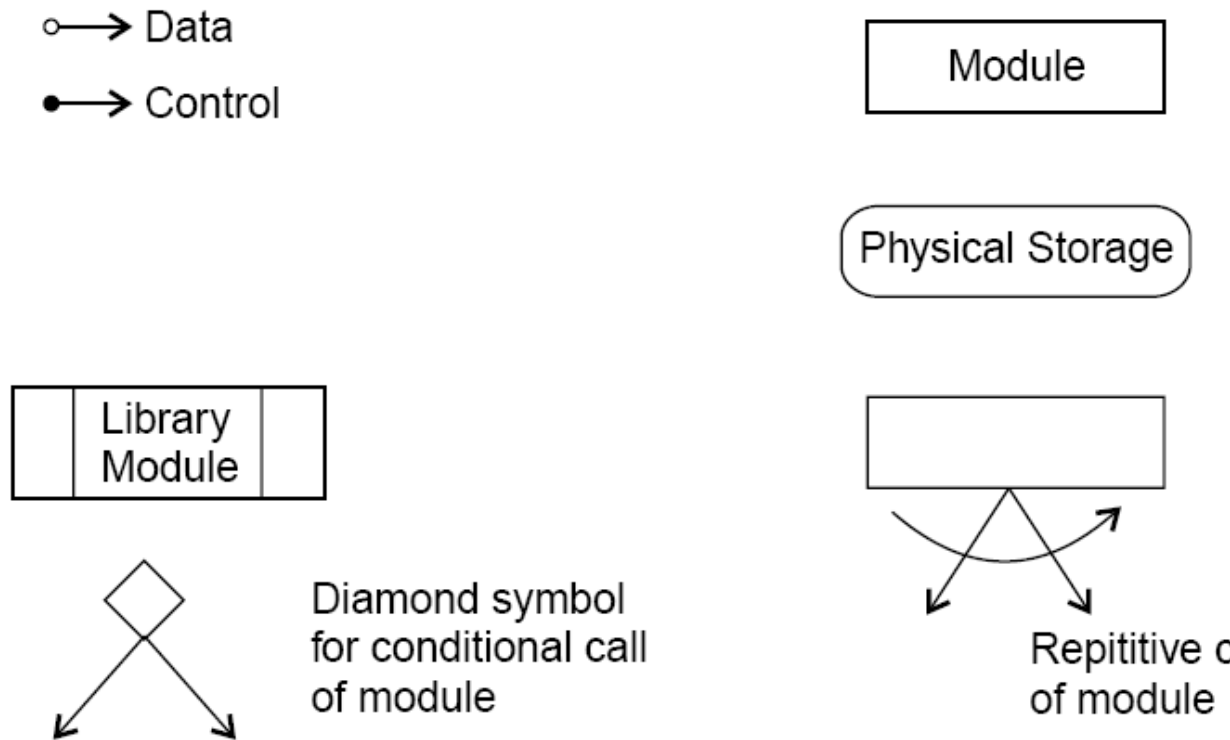 Data
Control
Module
Physical Storage
Library
Module
Diamond symbol
for conditional call
of module
Repititive
of module